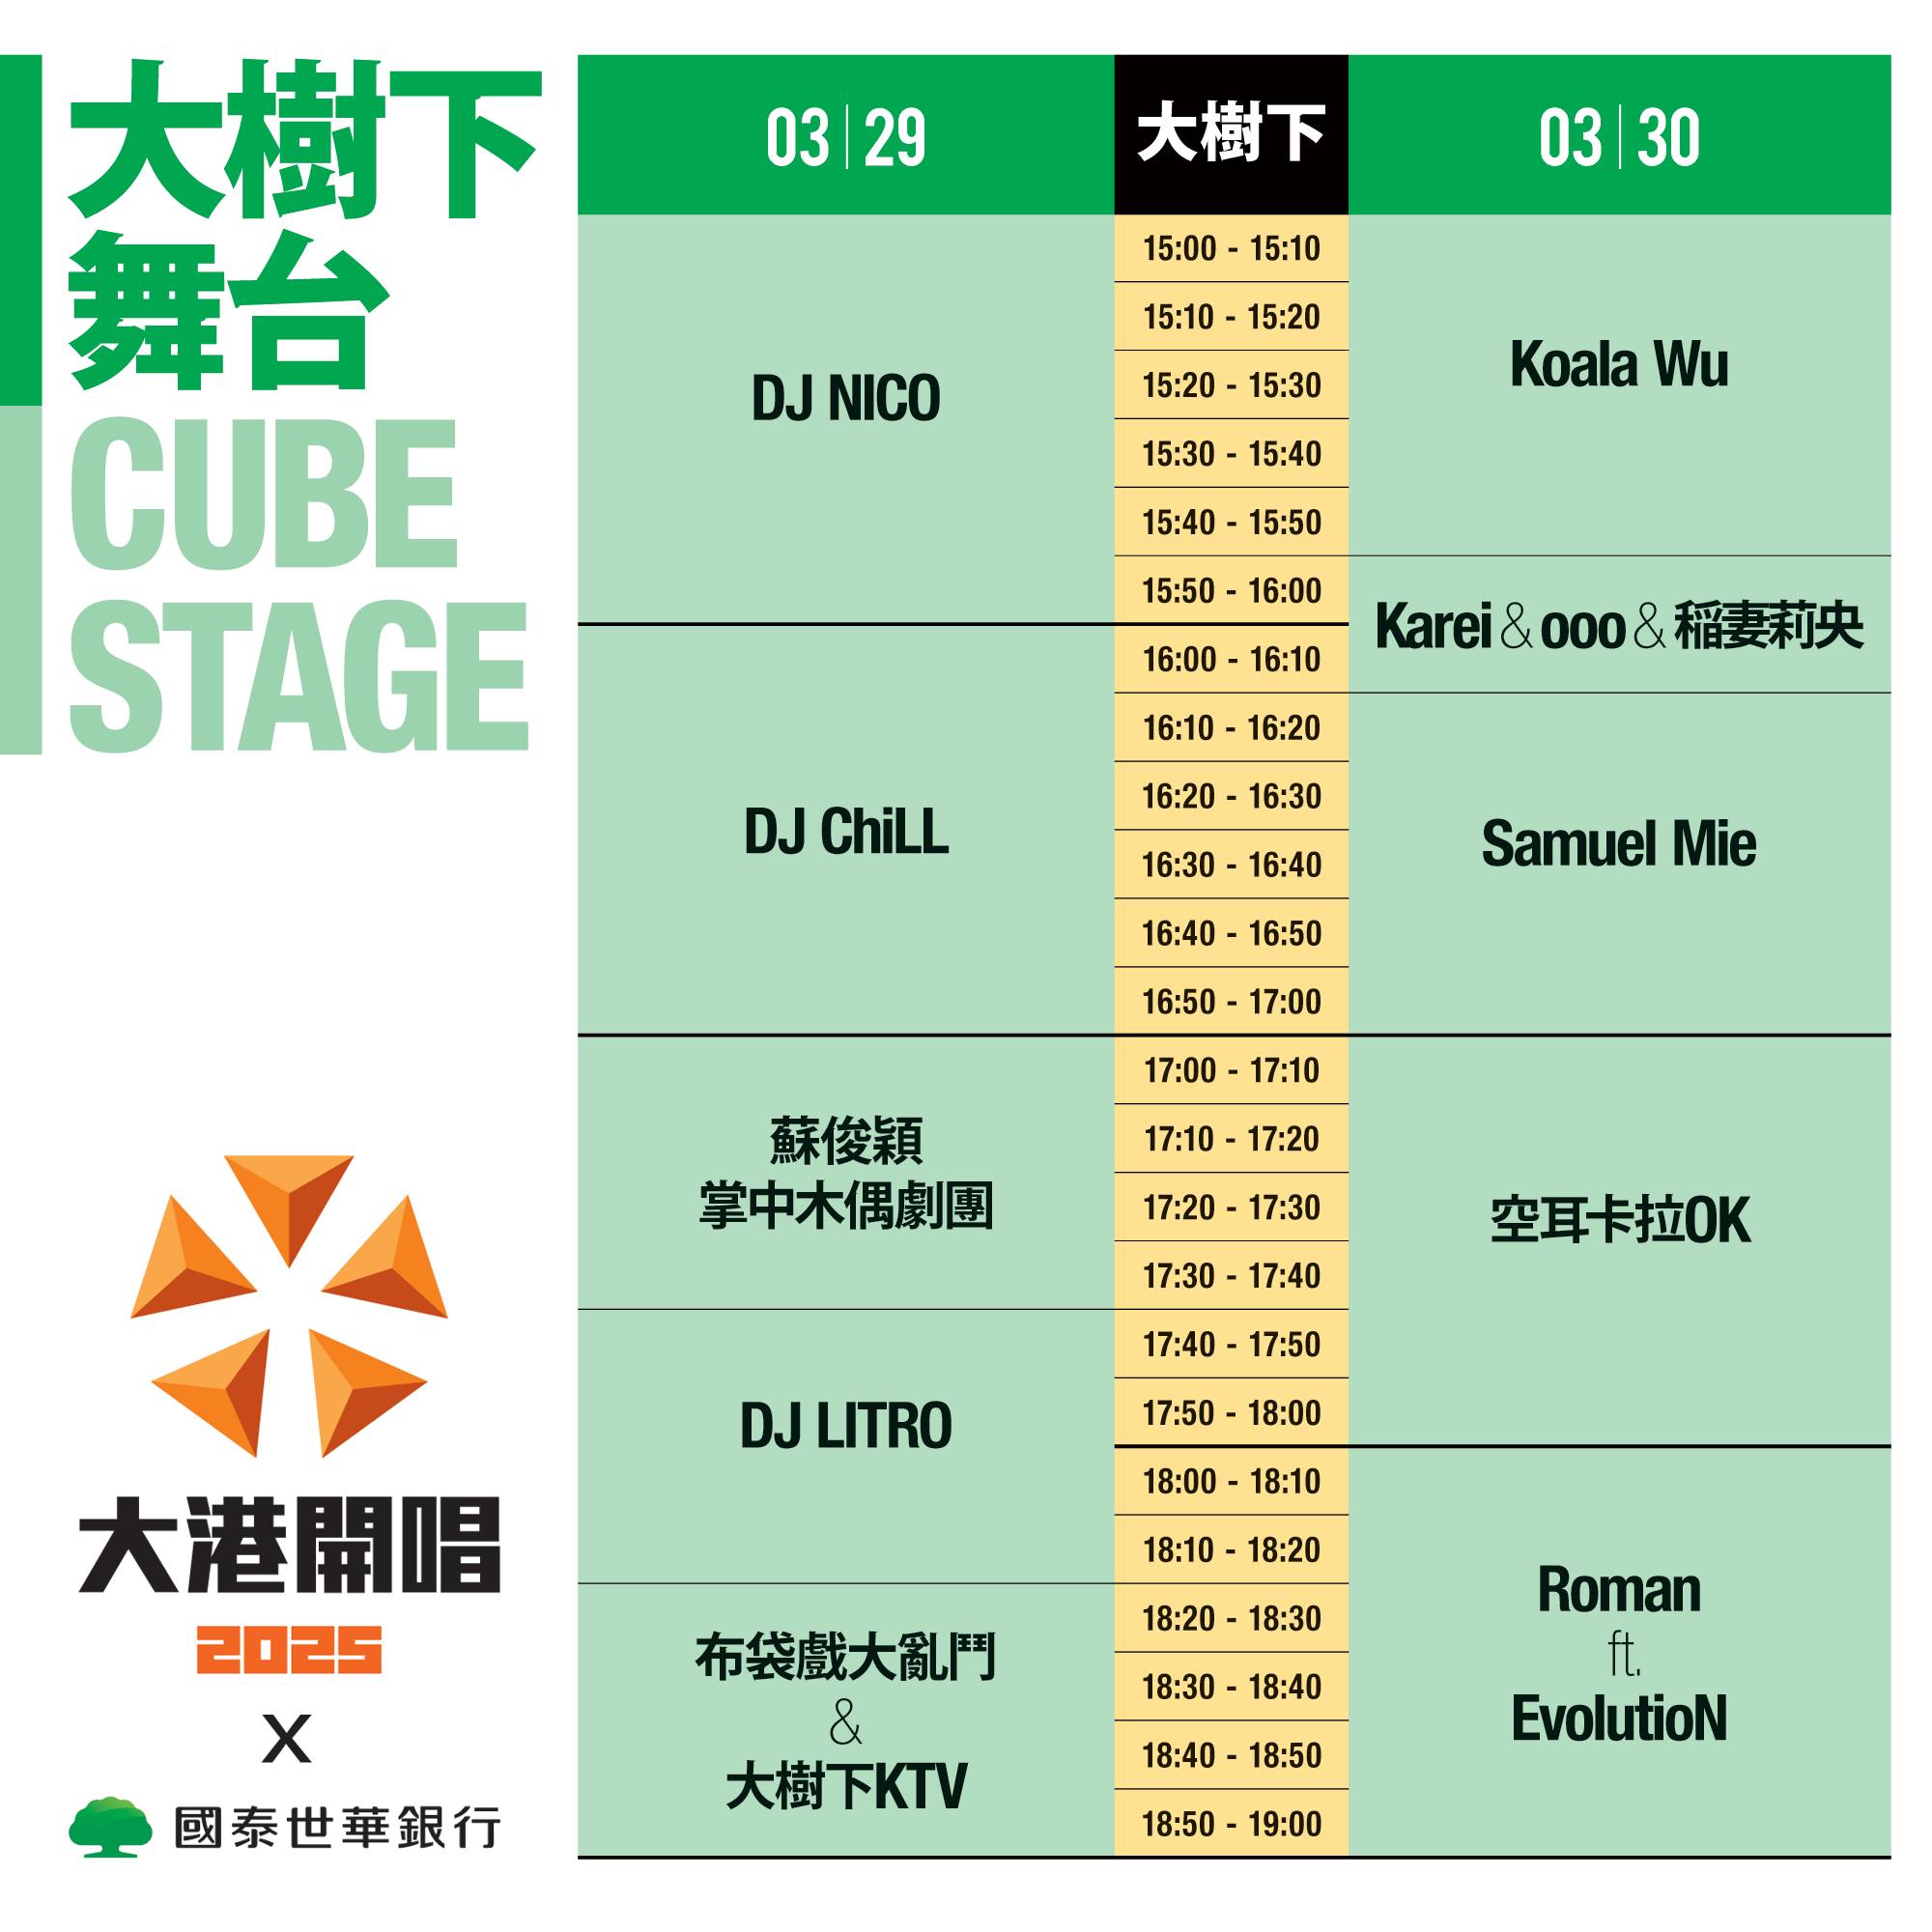 大樹下
舞台
CUBE
STAGE
03|29
大樹下
03|30
15:00 - 15:10
15:10 - 15:20
15:20 - 15:30
15:30 - 15:40
15:40 - 15:50
15:50 - 16:00
16:00 - 16:10
16:10 - 16:20
16:20 - 16:30
16:30 - 16:40
16:40 - 16:50
16:50 - 17:00
17:00 - 17:10
17:10 - 17:20
17:20 - 17:30
17:30 - 17:40
17:40 - 17:50
17:50 - 18:00
18:00 - 18:10
18:10 - 18:20
18:20 - 18:30
18:30 - 18:40
18:40 - 18:50
18:50 - 19:00
DJ NICO
DJ ChiLL
蘇俊穎
掌中木偶劇團
DJ LITRO
布袋戲大亂鬥
&
大樹下KTV
Koala Wu
Karei & ooo & 稲妻莉央
Samuel Mie
空耳卡拉OK
Roman
ft.
EvolutioN
大港開唱
2025
X
國泰世華銀行